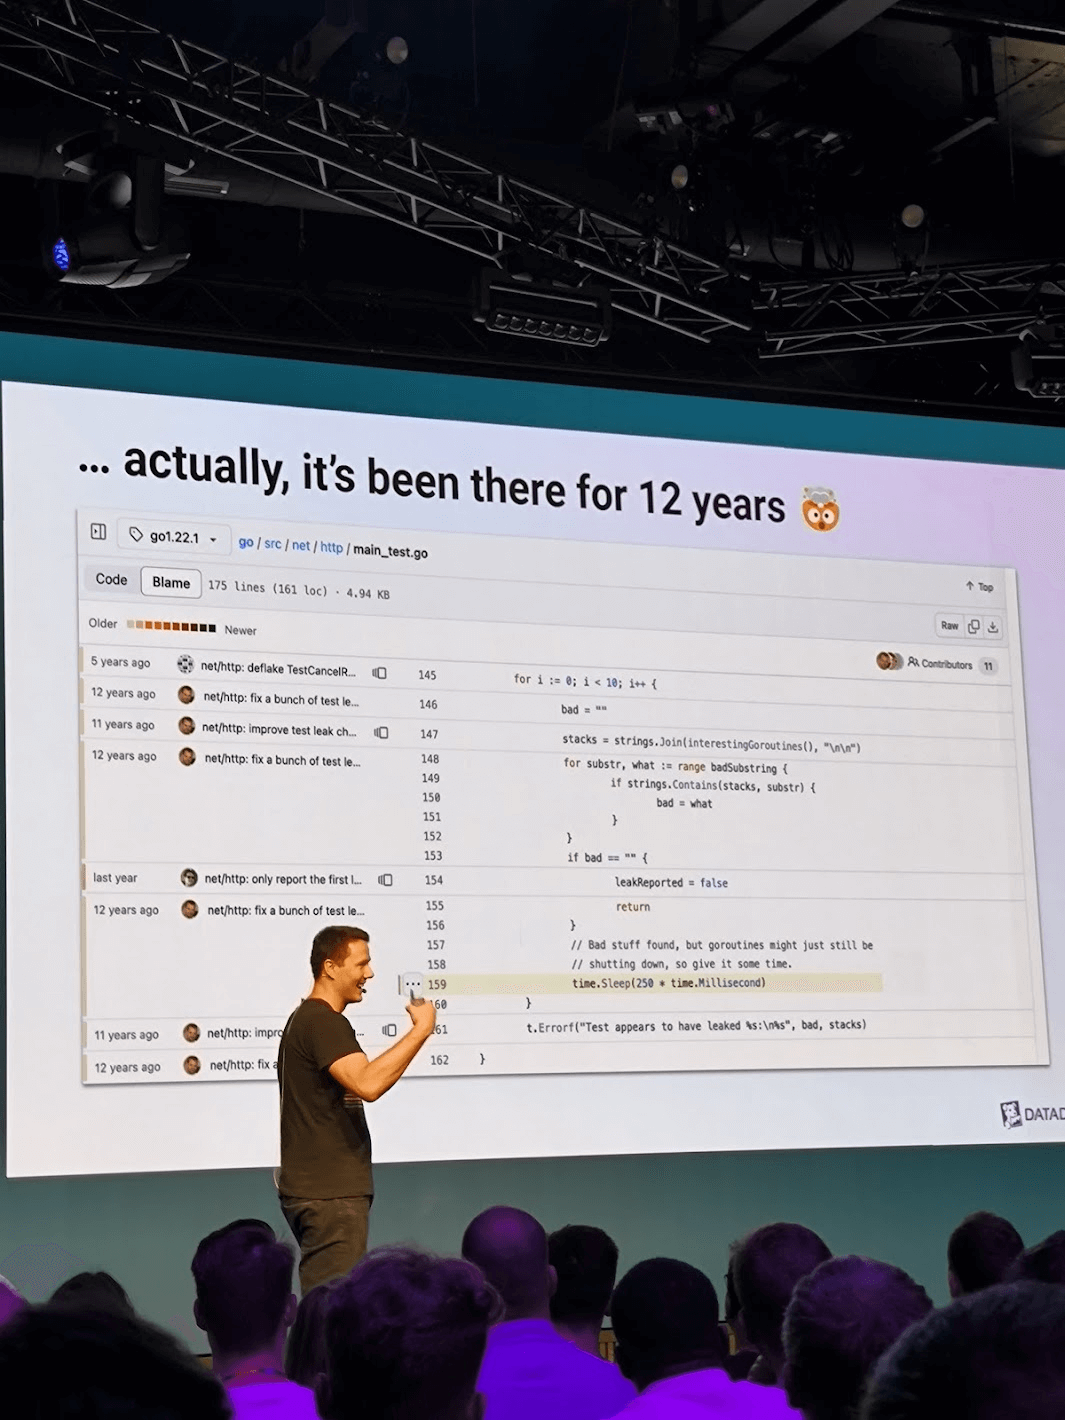 ... actually, it's been there for 12 years
go1.22.1 go / src / net / http / main_test.go
Top
Code Blame 175 lines (161 loc) · 4.94 KB
Raw
Older Newer
Contributors 11
5 years ago net/http: deflake TestCancelR... 145 for i := 0; i < 10; i++ {
12 years ago net/http: fix a bunch of test le... 146 bad = ""
11 years ago net/http: improve test leak ch... 147 stacks = strings.Join(interestingGoroutines(), "\n\n")
12 years ago net/http: fix a bunch of test le... 148 for substr, what := range badSubstring {
149 if strings.Contains(stacks, substr) {
150 bad = what
151 }
152 }
153 if bad == "" {
last year net/http: only report the first l... 154 leakReported = false
12 years ago net/http: fix a bunch of test le... 155 return
156 }
157 // Bad stuff found, but goroutines might just still be
158 // shutting down, so give it some time.
... 159 time.Sleep(250 * time.Millisecond)
60 }
11 years ago net/http: impro ... 61 t.Errorf("Test appears to have leaked %s:\n%s", bad, stacks)
12 years ago net/http: fix a 162 }
DATAD